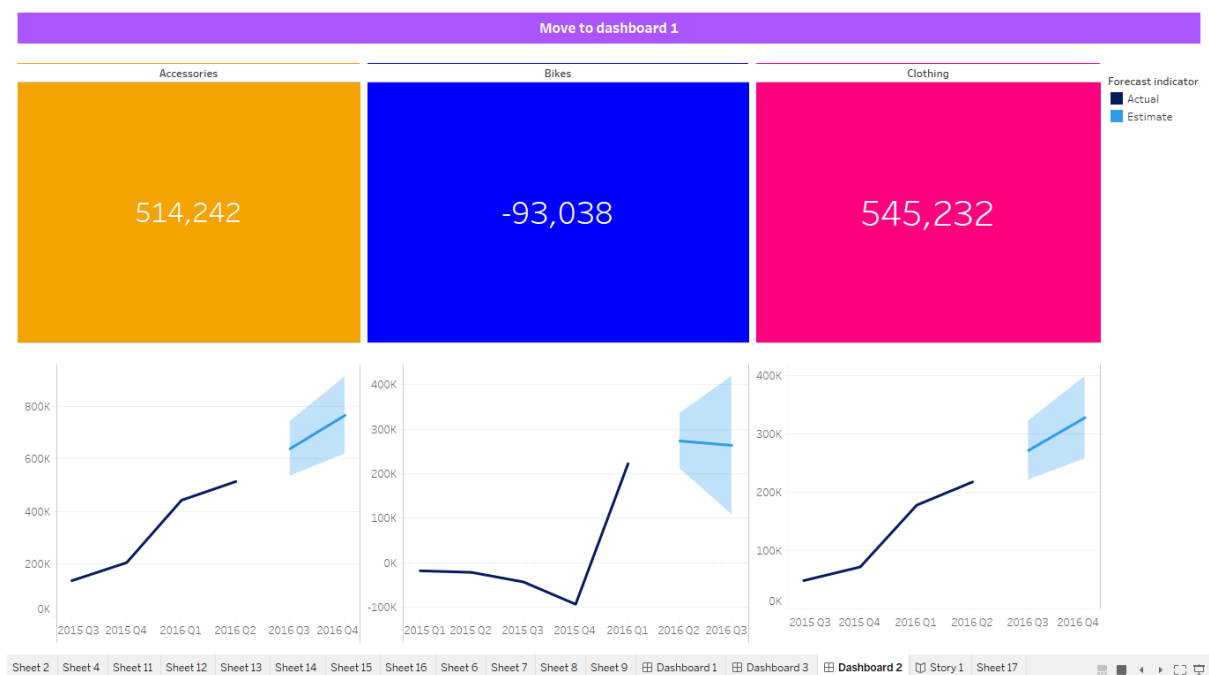 Move to dashboard 1
Accessories
Bikes
Clothing
Forecast indicator
Actual
Estimate
514,242
-93,038
545,232
800K
600K
400K
200K
0K
2015 Q3 2015 Q4 2016 Q1 2016 Q2 2016 Q3 2016 Q4
400K
300K
200K
100K
0K
-100K
2015 Q1 2015 Q2 2015 Q3 2015 Q4 2016 Q1 2016 Q2 2016 Q3
400K
300K
200K
100K
0K
2015 Q3 2015 Q4 2016 Q1 2016 Q2 2016 Q3 2016 Q4
Sheet 2 Sheet 4 Sheet 11 Sheet 12 Sheet 13 Sheet 14 Sheet 15 Sheet 16 Sheet 6 Sheet 7 Sheet 8 Sheet 9 Dashboard 1 Dashboard 3 Dashboard 2 Story 1 Sheet 17